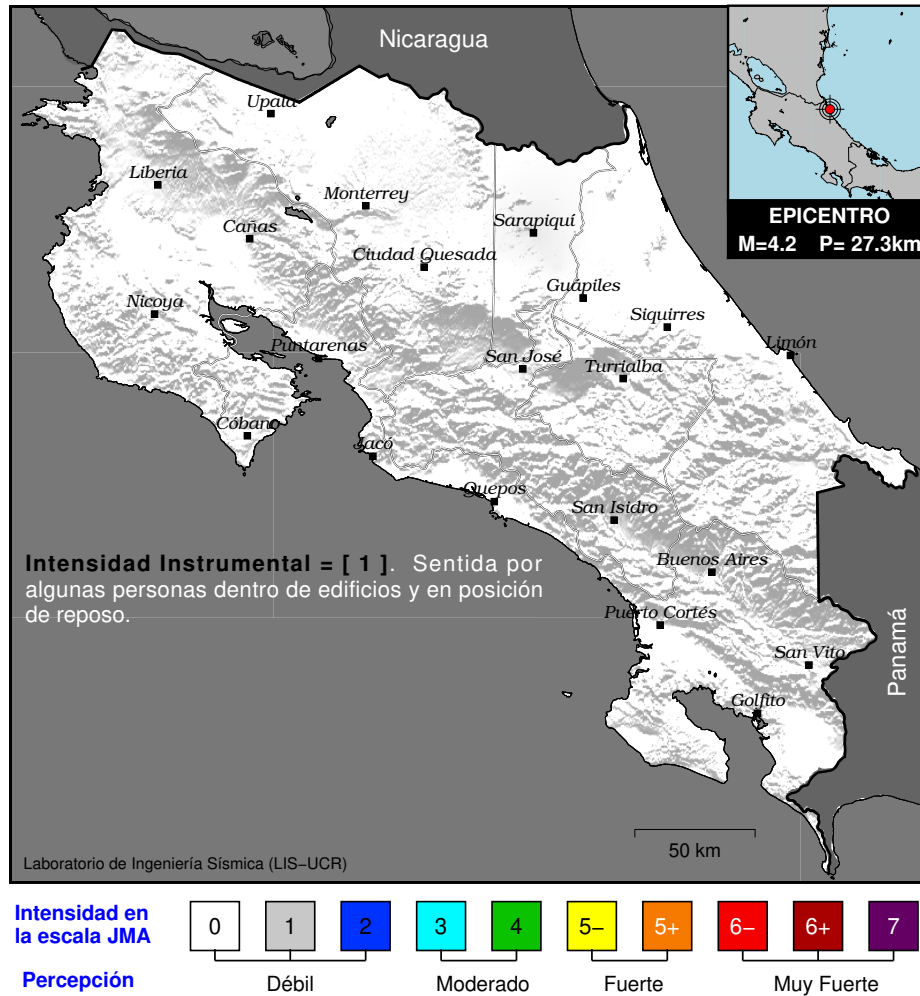 Nicaragua
EPICENTRO
M=4.2 P= 27.3km
Upala
Liberia
Monterrey
Cañas
Sarapiquí
Ciudad Quesada
Guápiles
Nicoya
Siquirres
Puntarenas
San José
Limón
Turrialba
Cóbano
Jacó
Quepos
San Isidro
Intensidad Instrumental = [ 1 ]. Sentida por
algunas personas dentro de edificios y en posición
de reposo.
Buenos Aires
Puerto Cortés
San Vito
Panamá
Golfito
50 km
Laboratorio de Ingeniería Sísmica (LIS−UCR)
Intensidad en
la escala JMA
0 1 2 3 4 5− 5+ 6− 6+ 7
Percepción Débil Moderado Fuerte Muy Fuerte